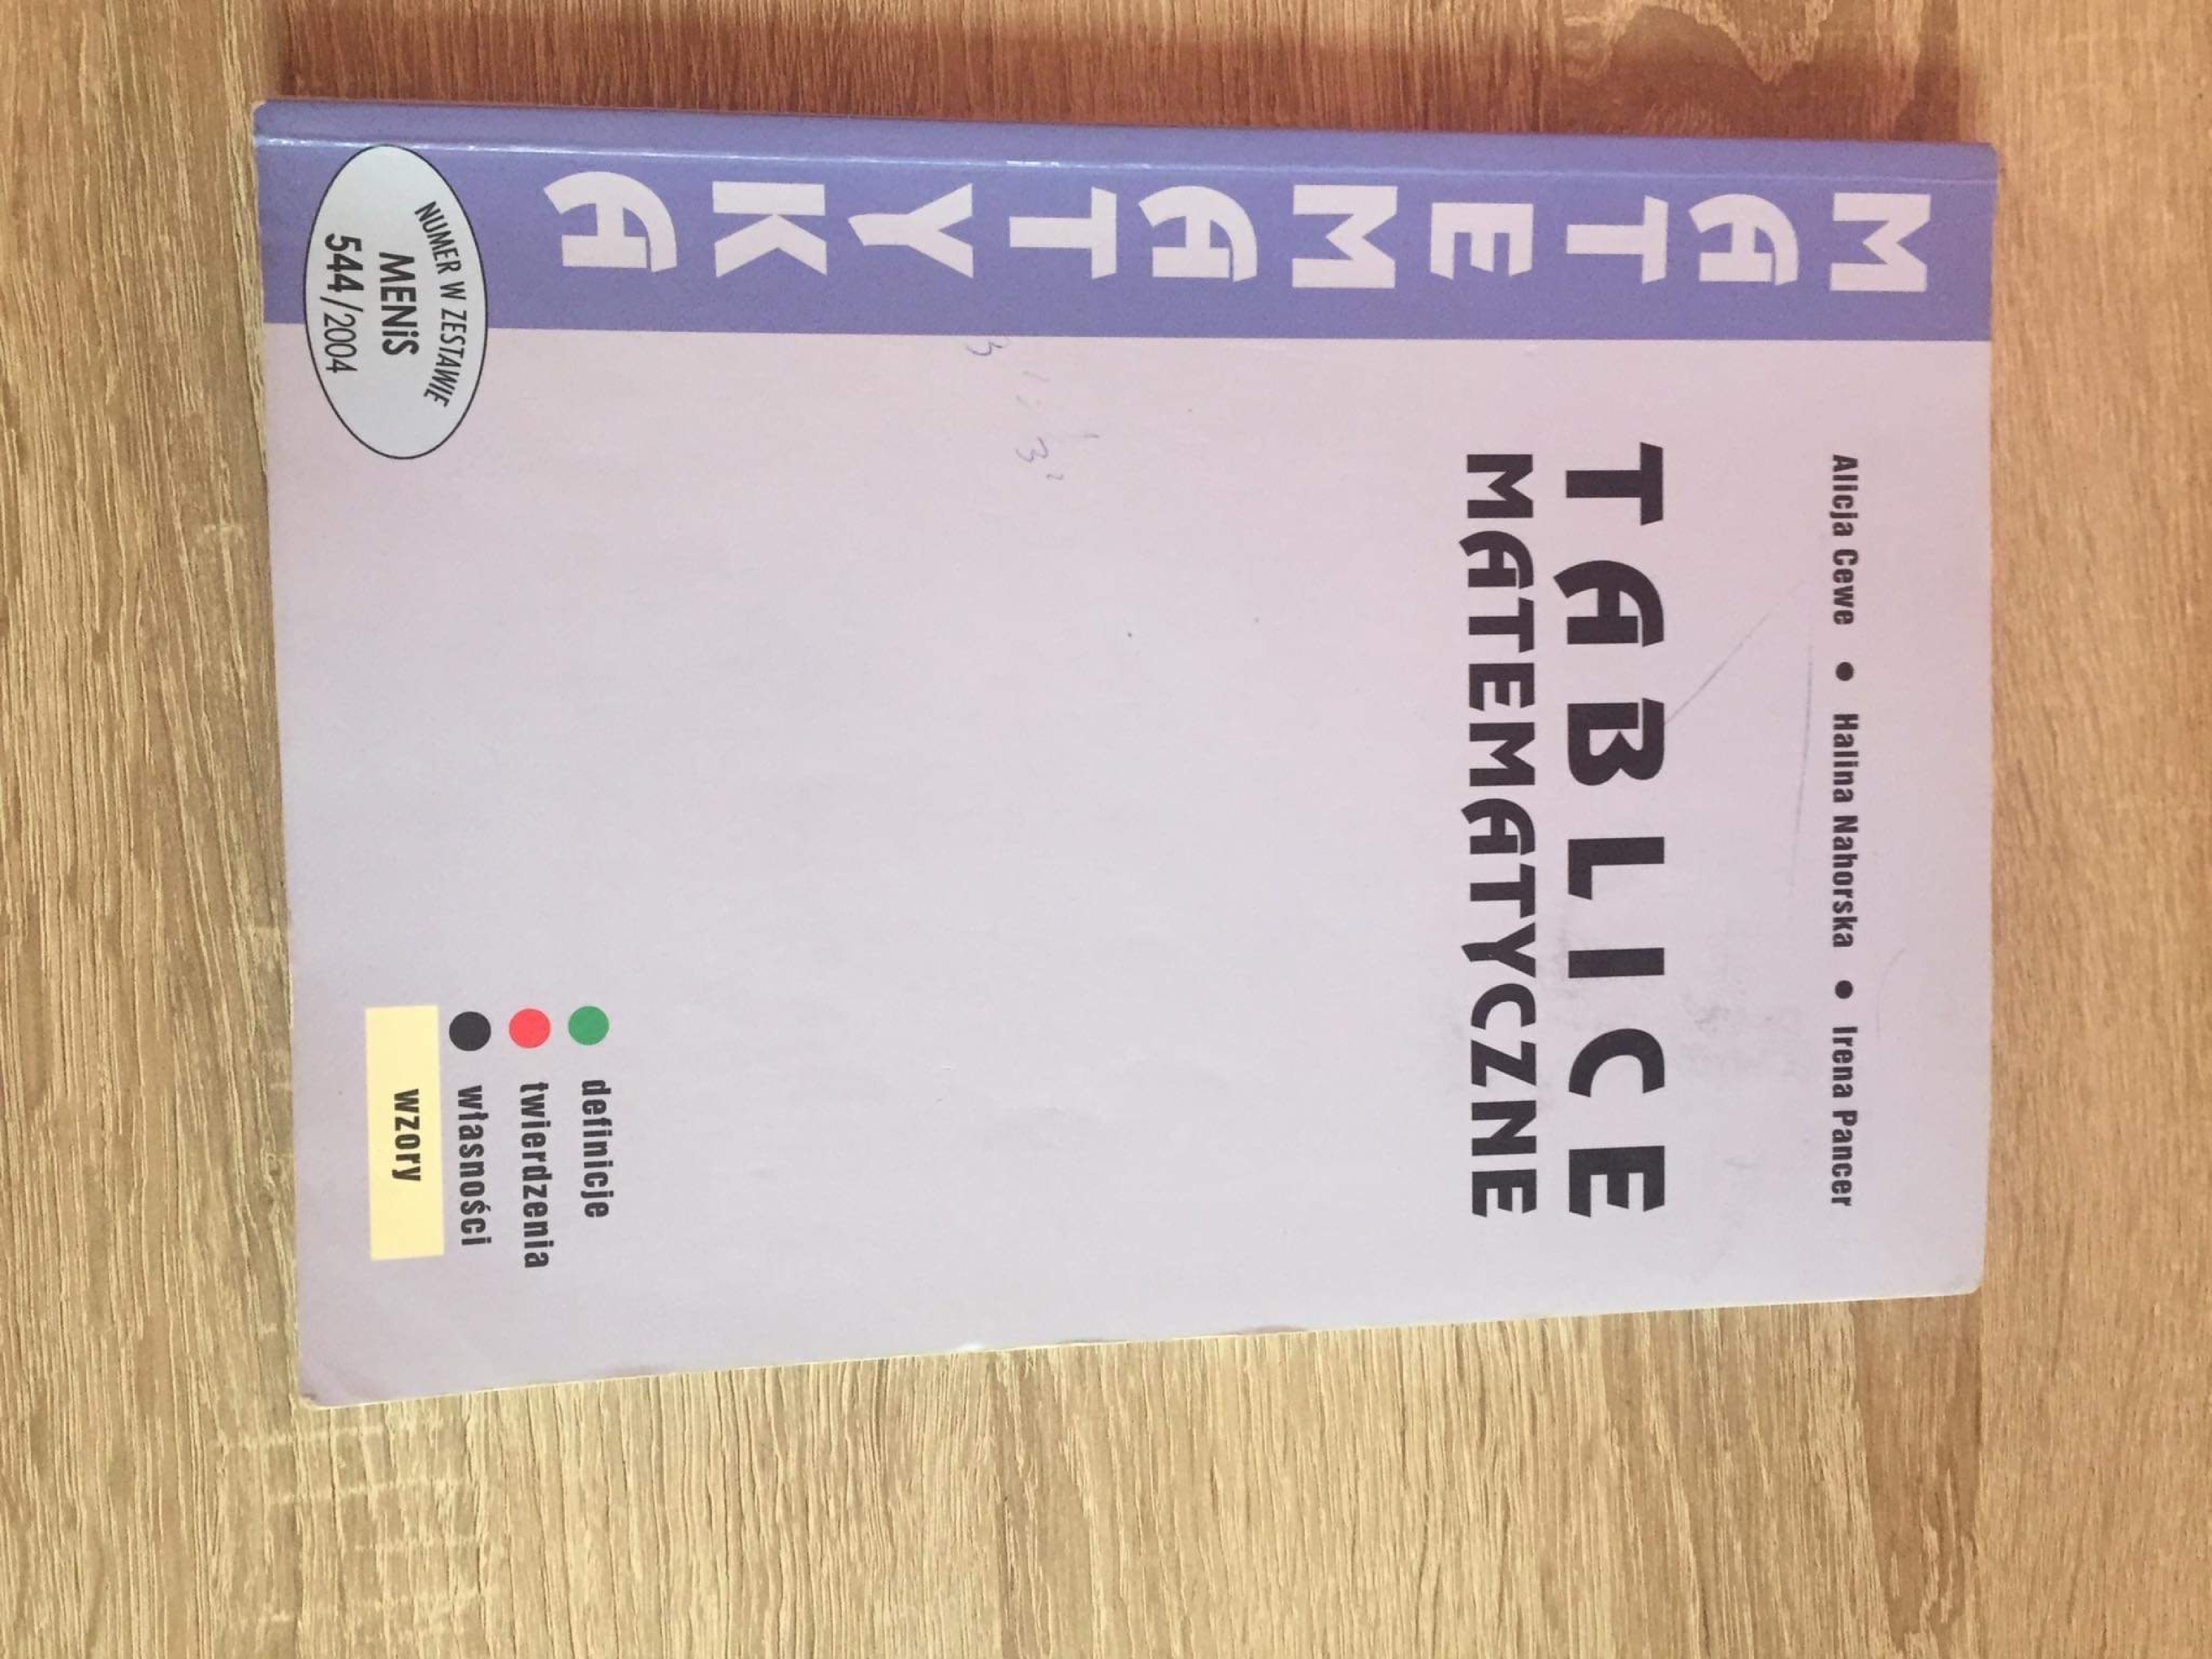 MATEMATYKA
Alicja Cewe • Halina Nahorska • Irena Pancer
TABLICE
MATEMATYCZNE
definicje
twierdzenia
własności
wzory
NUMER W ZESTAWIE
MENiS
544/2004